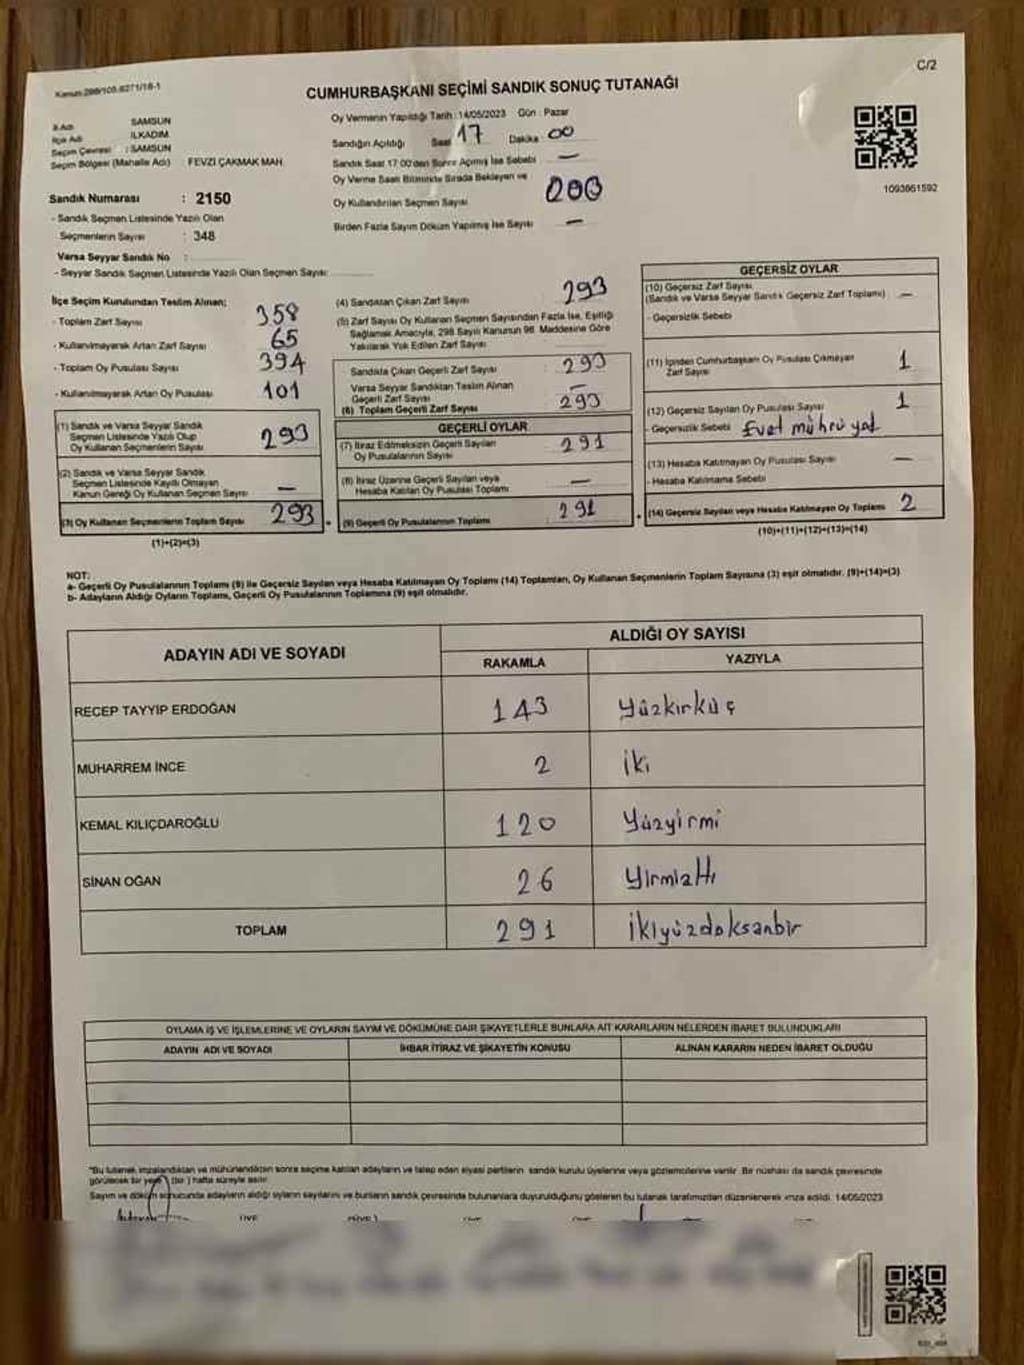 Kanun:298/105.6271/18-1
C/2
CUMHURBAŞKANI SEÇİMİ SANDIK SONUÇ TUTANAĞI
İl Adı SAMSUN
İlçe Adı İLKADIM
Seçim Çevresi : SAMSUN
Seçim Bölgesi (Mahalle Adı) : FEVZİ ÇAKMAK MAH.
Sandık Numarası : 2150
- Sandık Seçmen Listesinde Yazılı Olan
Seçmenlerin Sayısı : 348
Varsa Seyyar Sandık No :
- Seyyar Sandık Seçmen Listesinde Yazılı Olan Seçmen Sayısı:
Oy Vermenin Yapıldığı Tarih :14/05/2023 Gün : Pazar
Sandığın Açıldığı Saat 17 Dakika : 00
Sandık Saat 17:00'den Sonra Açılmış İse Sebebi —
Oy Verme Saati Bitiminde Sırada Bekleyen ve
Oy Kullandırılan Seçmen Sayısı
Birden Fazla Sayım Döküm Yapılmış İse Sayısı —
1093861592
İlçe Seçim Kurulundan Teslim Alınan;
- Toplam Zarf Sayısı 358
- Kullanılmayarak Artan Zarf Sayısı 65
- Toplam Oy Pusulası Sayısı 394
- Kullanılmayarak Artan Oy Pusulası 101
(1) Sandık ve Varsa Seyyar Sandık
Seçmen Listesinde Yazılı Olup
Oy Kullanan Seçmenlerin Sayısı 293
(2) Sandık ve Varsa Seyyar Sandık
Seçmen Listesinde Kayıtlı Olmayan
Kanun Gereği Oy Kullanan Seçmen Sayısı —
(3) Oy Kullanan Seçmenlerin Toplam Sayısı 293
(1)+(2)=(3)
(4) Sandıktan Çıkan Zarf Sayısı 293
(5) Zarf Sayısı Oy Kullanan Seçmen Sayısından Fazla İse, Eşitliği
Sağlamak Amacıyla, 298 Sayılı Kanunun 98. Maddesine Göre
Yakılarak Yok Edilen Zarf Sayısı
Sandıkta Çıkan Geçerli Zarf Sayısı : 293
Varsa Seyyar Sandıktan Teslim Alınan
Geçerli Zarf Sayısı : —
(6) Toplam Geçerli Zarf Sayısı 293
GEÇERLİ OYLAR
(7) İtiraz Edilmeksizin Geçerli Sayılan
Oy Pusulalarının Sayısı : 291
(8) İtiraz Üzerine Geçerli Sayılan veya
Hesaba Katılan Oy Pusulası Toplamı : —
(9) Geçerli Oy Pusulalarının Toplamı : 291
GEÇERSİZ OYLAR
(10) Geçersiz Zarf Sayısı
(Sandık ve Varsa Seyyar Sandık Geçersiz Zarf Toplamı) : —
- Geçersizlik Sebebi
(11) İçinden Cumhurbaşkanı Oy Pusulası Çıkmayan
Zarf Sayısı 1
(12) Geçersiz Sayılan Oy Pusulası Sayısı 1
- Geçersizlik Sebebi Evet mührü yok
(13) Hesaba Katılmayan Oy Pusulası Sayısı —
- Hesaba Katılmama Sebebi
(14) Geçersiz Sayılan veya Hesaba Katılmayan Oy Toplamı 2
(10)+(11)+(12)+(13)=(14)
NOT:
a- Geçerli Oy Pusulalarının Toplamı (9) ile Geçersiz Sayılan veya Hesaba Katılmayan Oy Toplamı (14) Toplamları, Oy Kullanan Seçmenlerin Toplam Sayısına (3) eşit olmalıdır. (9)+(14)=(3)
b- Adayların Aldığı Oyların Toplamı, Geçerli Oy Pusulalarının Toplamına (9) eşit olmalıdır.
ADAYIN ADI VE SOYADI ALDIĞI OY SAYISI
RAKAMLA YAZIYLA
RECEP TAYYIP ERDOĞAN 143 Yüzkırküç
MUHARREM İNCE 2 İki
KEMAL KILIÇDAROĞLU 120 Yüzyirmi
SİNAN OĞAN 26 Yirmialtı
TOPLAM 291 İkiyüzdoksanbir
OYLAMA İŞ VE İŞLEMLERİNE VE OYLARIN SAYIM VE DÖKÜMÜNE DAİR ŞİKAYETLERLE BUNLARA AİT KARARLARIN NELERDEN İBARET BULUNDUKLARI
ADAYIN ADI VE SOYADI İHBAR İTİRAZ VE ŞİKAYETİN KONUSU ALINAN KARARIN NEDEN İBARET OLDUĞU
*Bu tutanak imzalandıktan ve mühürlendikten sonra seçime katılan adayların ve talep eden siyasi partilerin sandık kurulu üyelerine veya gözlemcilerine verilir. Bir nüshası da sandık çevresinde
görülecek bir yere (bir ) hafta süreyle asılır.
Sayım ve döküm sonucunda adayların aldığı oyların sayılarını ve bunların sandık çevresinde bulunanlara duyurulduğunu gösteren bu tutanak tarafımızdan düzenlenerek imza edildi. 14/05/2023